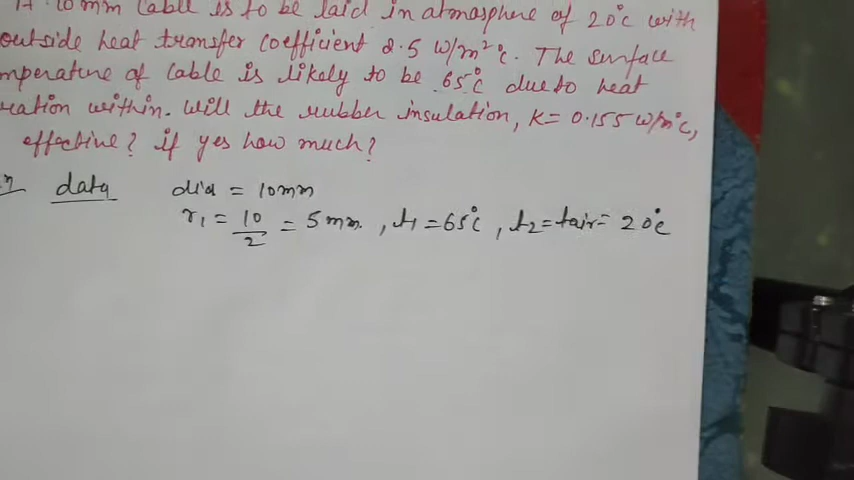 A 10mm Cable is to be laid in atmosphere of 20°c with
outside heat transfer coefficient 8.5 w/m²°c. The surface
mperature of Cable is likely to be 65°c due to heat
ration within. Will the rubber insulation, K= 0.155 w/m°c,
effective? if yes how much?
data dia = 10mm
r₁ = 10/2 = 5mm, t₁ = 65°c, t₂ = tair = 20°c